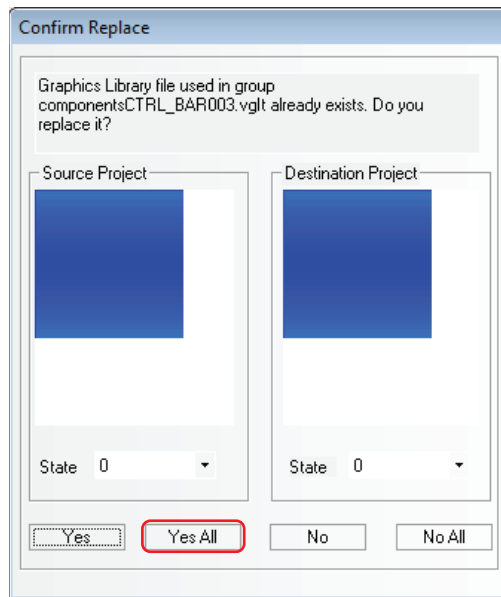 Confirm Replace
Graphics Library file used in group
componentsCTRL_BAR003.vglt already exists. Do you
replace it?
Source Project
Destination Project
State 0
State 0
Yes
Yes All
No
No All